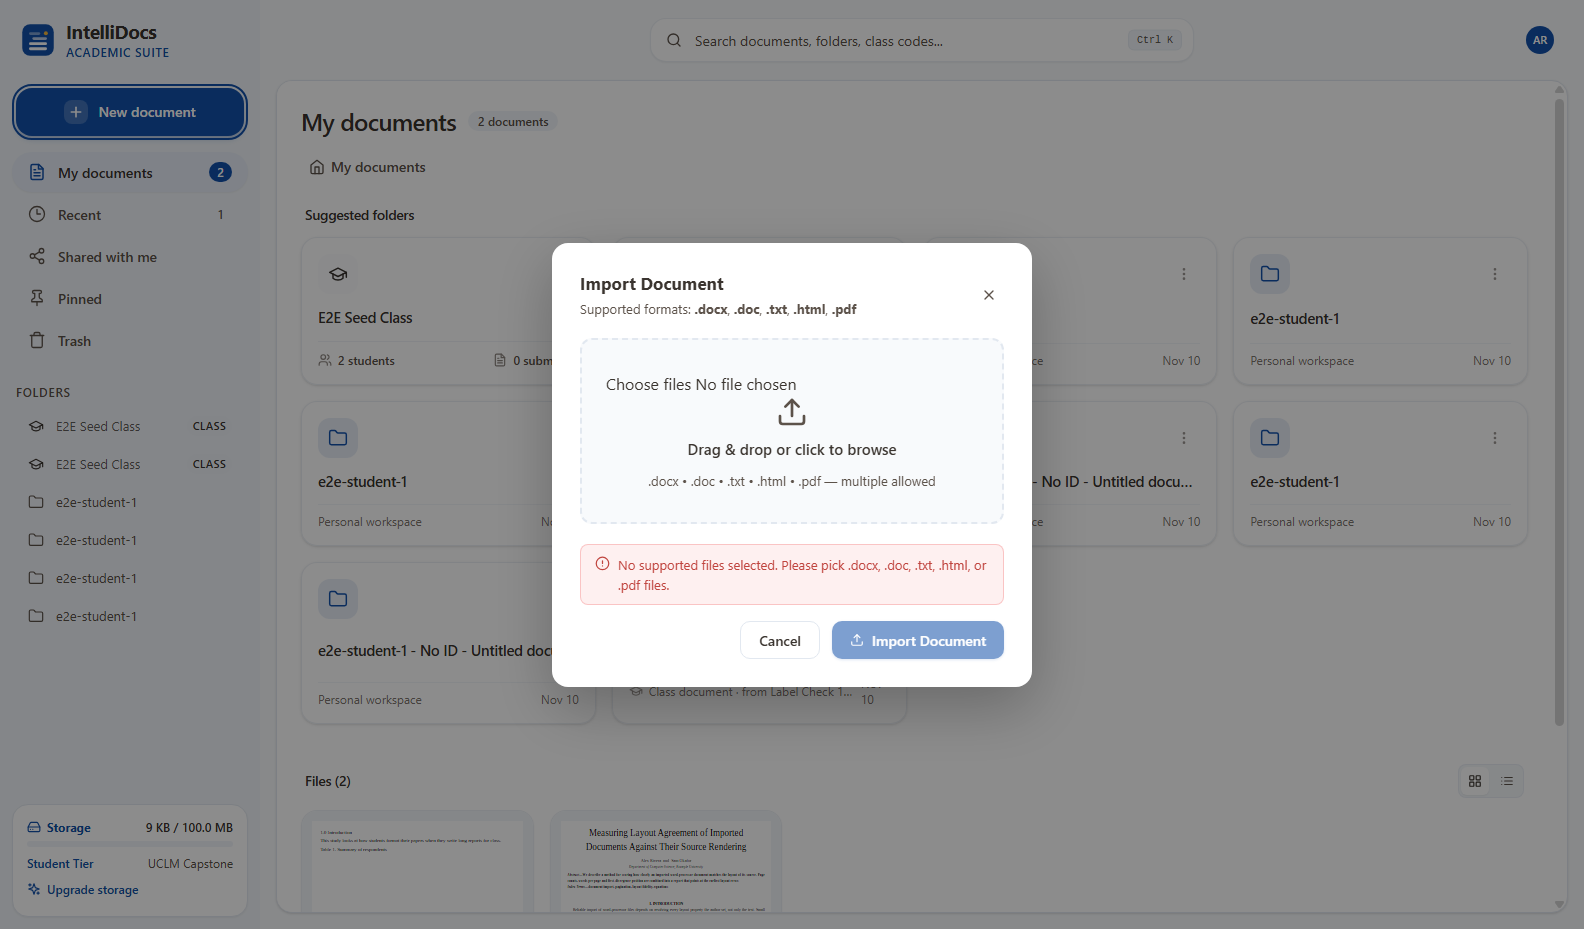 IntelliDocs
ACADEMIC SUITE
Search documents, folders, class codes...
Ctrl K
AR
New document
My documents
2
Recent
1
Shared with me
Pinned
Trash
FOLDERS
E2E Seed Class
CLASS
E2E Seed Class
CLASS
e2e-student-1
e2e-student-1
e2e-student-1
e2e-student-1
Storage
9 KB / 100.0 MB
Student Tier
UCLM Capstone
Upgrade storage
My documents
2 documents
My documents
Suggested folders
E2E Seed Class
2 students
0 subm
Nov 10
e2e-student-1
Personal workspace
Nov 10
e2e-student-1
Personal workspace
- No ID - Untitled docu...
Nov 10
e2e-student-1
Personal workspace
Nov 10
e2e-student-1 - No ID - Untitled doc
Personal workspace
Nov 10
Class document · from Label Check 1...
10
Import Document
Supported formats: .docx, .doc, .txt, .html, .pdf
Choose files No file chosen
Drag & drop or click to browse
.docx • .doc • .txt • .html • .pdf — multiple allowed
No supported files selected. Please pick .docx, .doc, .txt, .html, or
.pdf files.
Cancel
Import Document
Files (2)
Measuring Layout Agreement of Imported
Documents Against Their Source Rendering